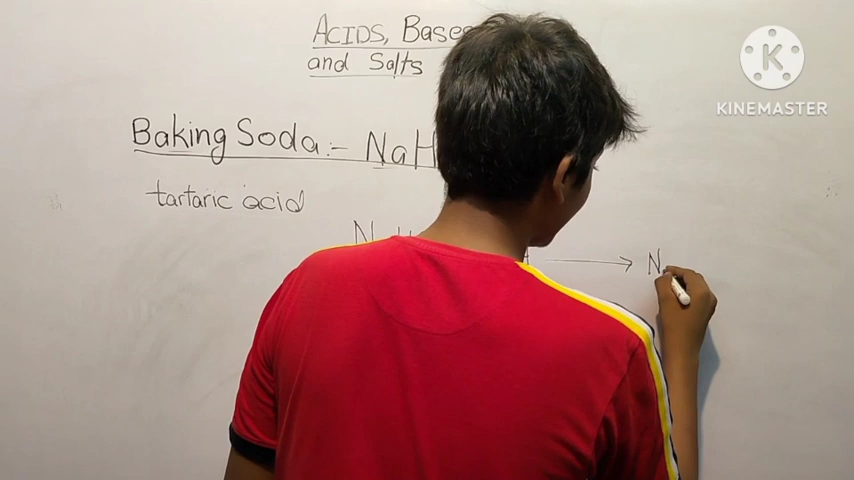 ACIDS, Bases
and Salts
K
KINEMASTER
Baking Soda:- NaH
tartaric acid
N